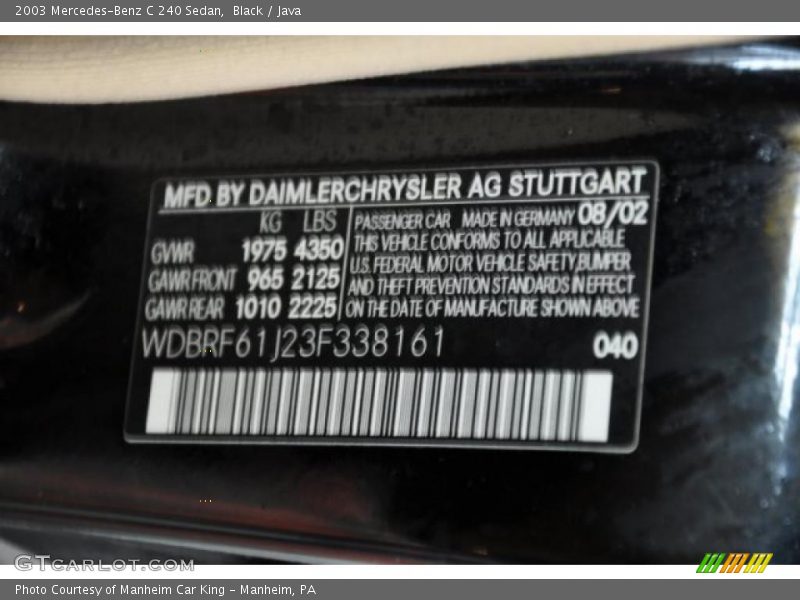 2003 Mercedes-Benz C 240 Sedan,  Black / Java
MFD BY DAIMLERCHRYSLER AG STUTTGART
KG LBS
GVWR 1975 4350
GAWR FRONT 965 2125
GAWR REAR 1010 2225
PASSENGER CAR MADE IN GERMANY 08/02
THIS VEHICLE CONFORMS TO ALL APPLICABLE
U.S. FEDERAL MOTOR VEHICLE SAFETY,BUMPER,
AND THEFT PREVENTION STANDARDS IN EFFECT
ON THE DATE OF MANUFACTURE SHOWN ABOVE
WDBRF61J23F338161
040
GTcarlot.com
Photo Courtesy of Manheim Car King - Manheim, PA